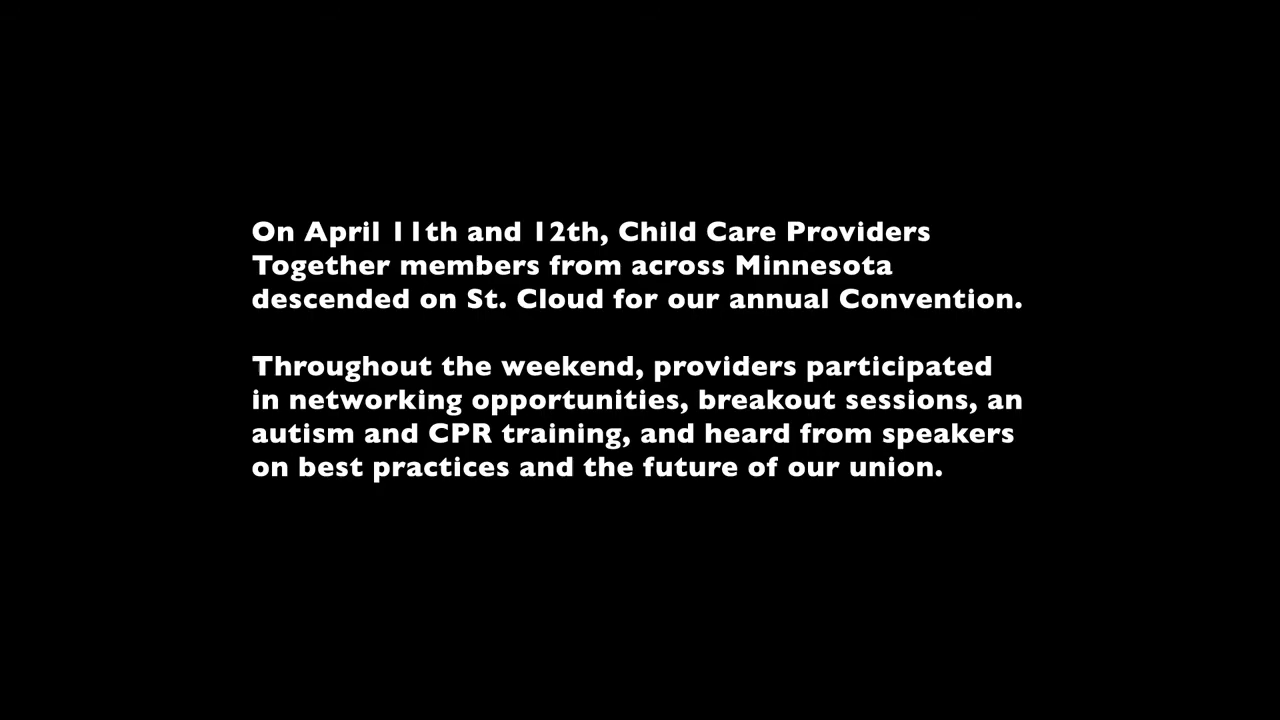 On April 11th and 12th, Child Care Providers
Together members from across Minnesota
descended on St. Cloud for our annual Convention.
Throughout the weekend, providers participated
in networking opportunities, breakout sessions, an
autism and CPR training, and heard from speakers
on best practices and the future of our union.